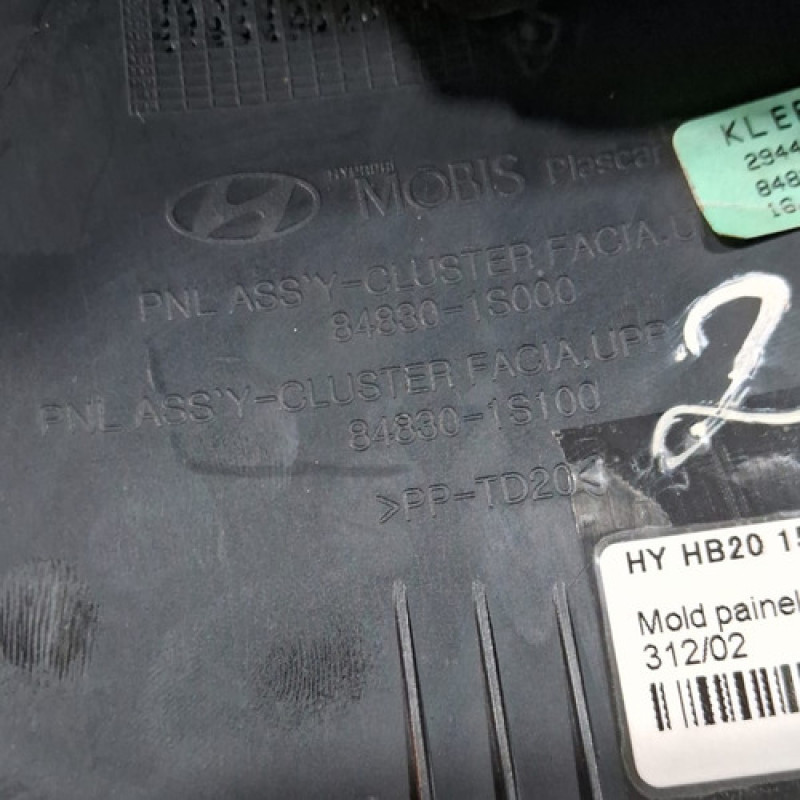 HYUNDAI
MOBIS Plascar
PNL ASS'Y-CLUSTER FACIA,U
84830-1S000
PNL ASS'Y-CLUSTER FACIA,UPP
84830-1S100
>PP-TD20<
KLE
2944
848
16.
2
HY HB20 15
Mold painel
312/02